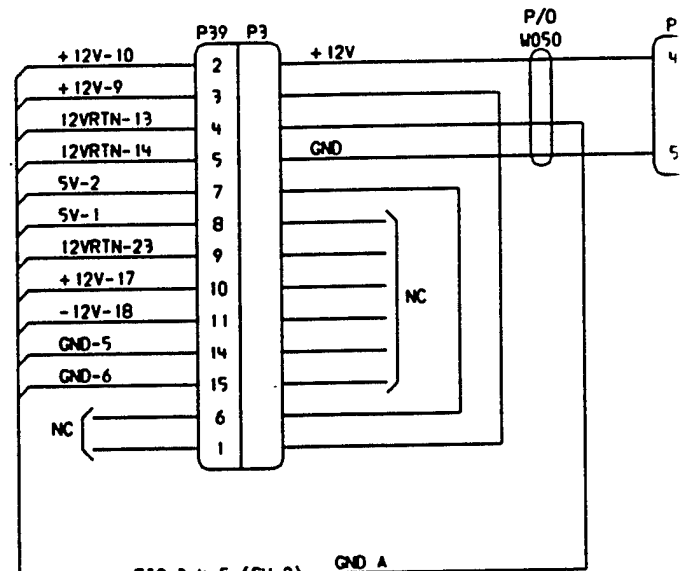 P/O
P39 P3 W050 P
+12V-10 2 +12V 4
+12V-9 3
12VRTN-13 4
12VRTN-14 5 GND 5
5V-2 7
5V-1 8
12VRTN-23 9
+12V-17 10 NC
-12V-18 11
GND-5 14
GND-6 15
NC 6
1
GND A